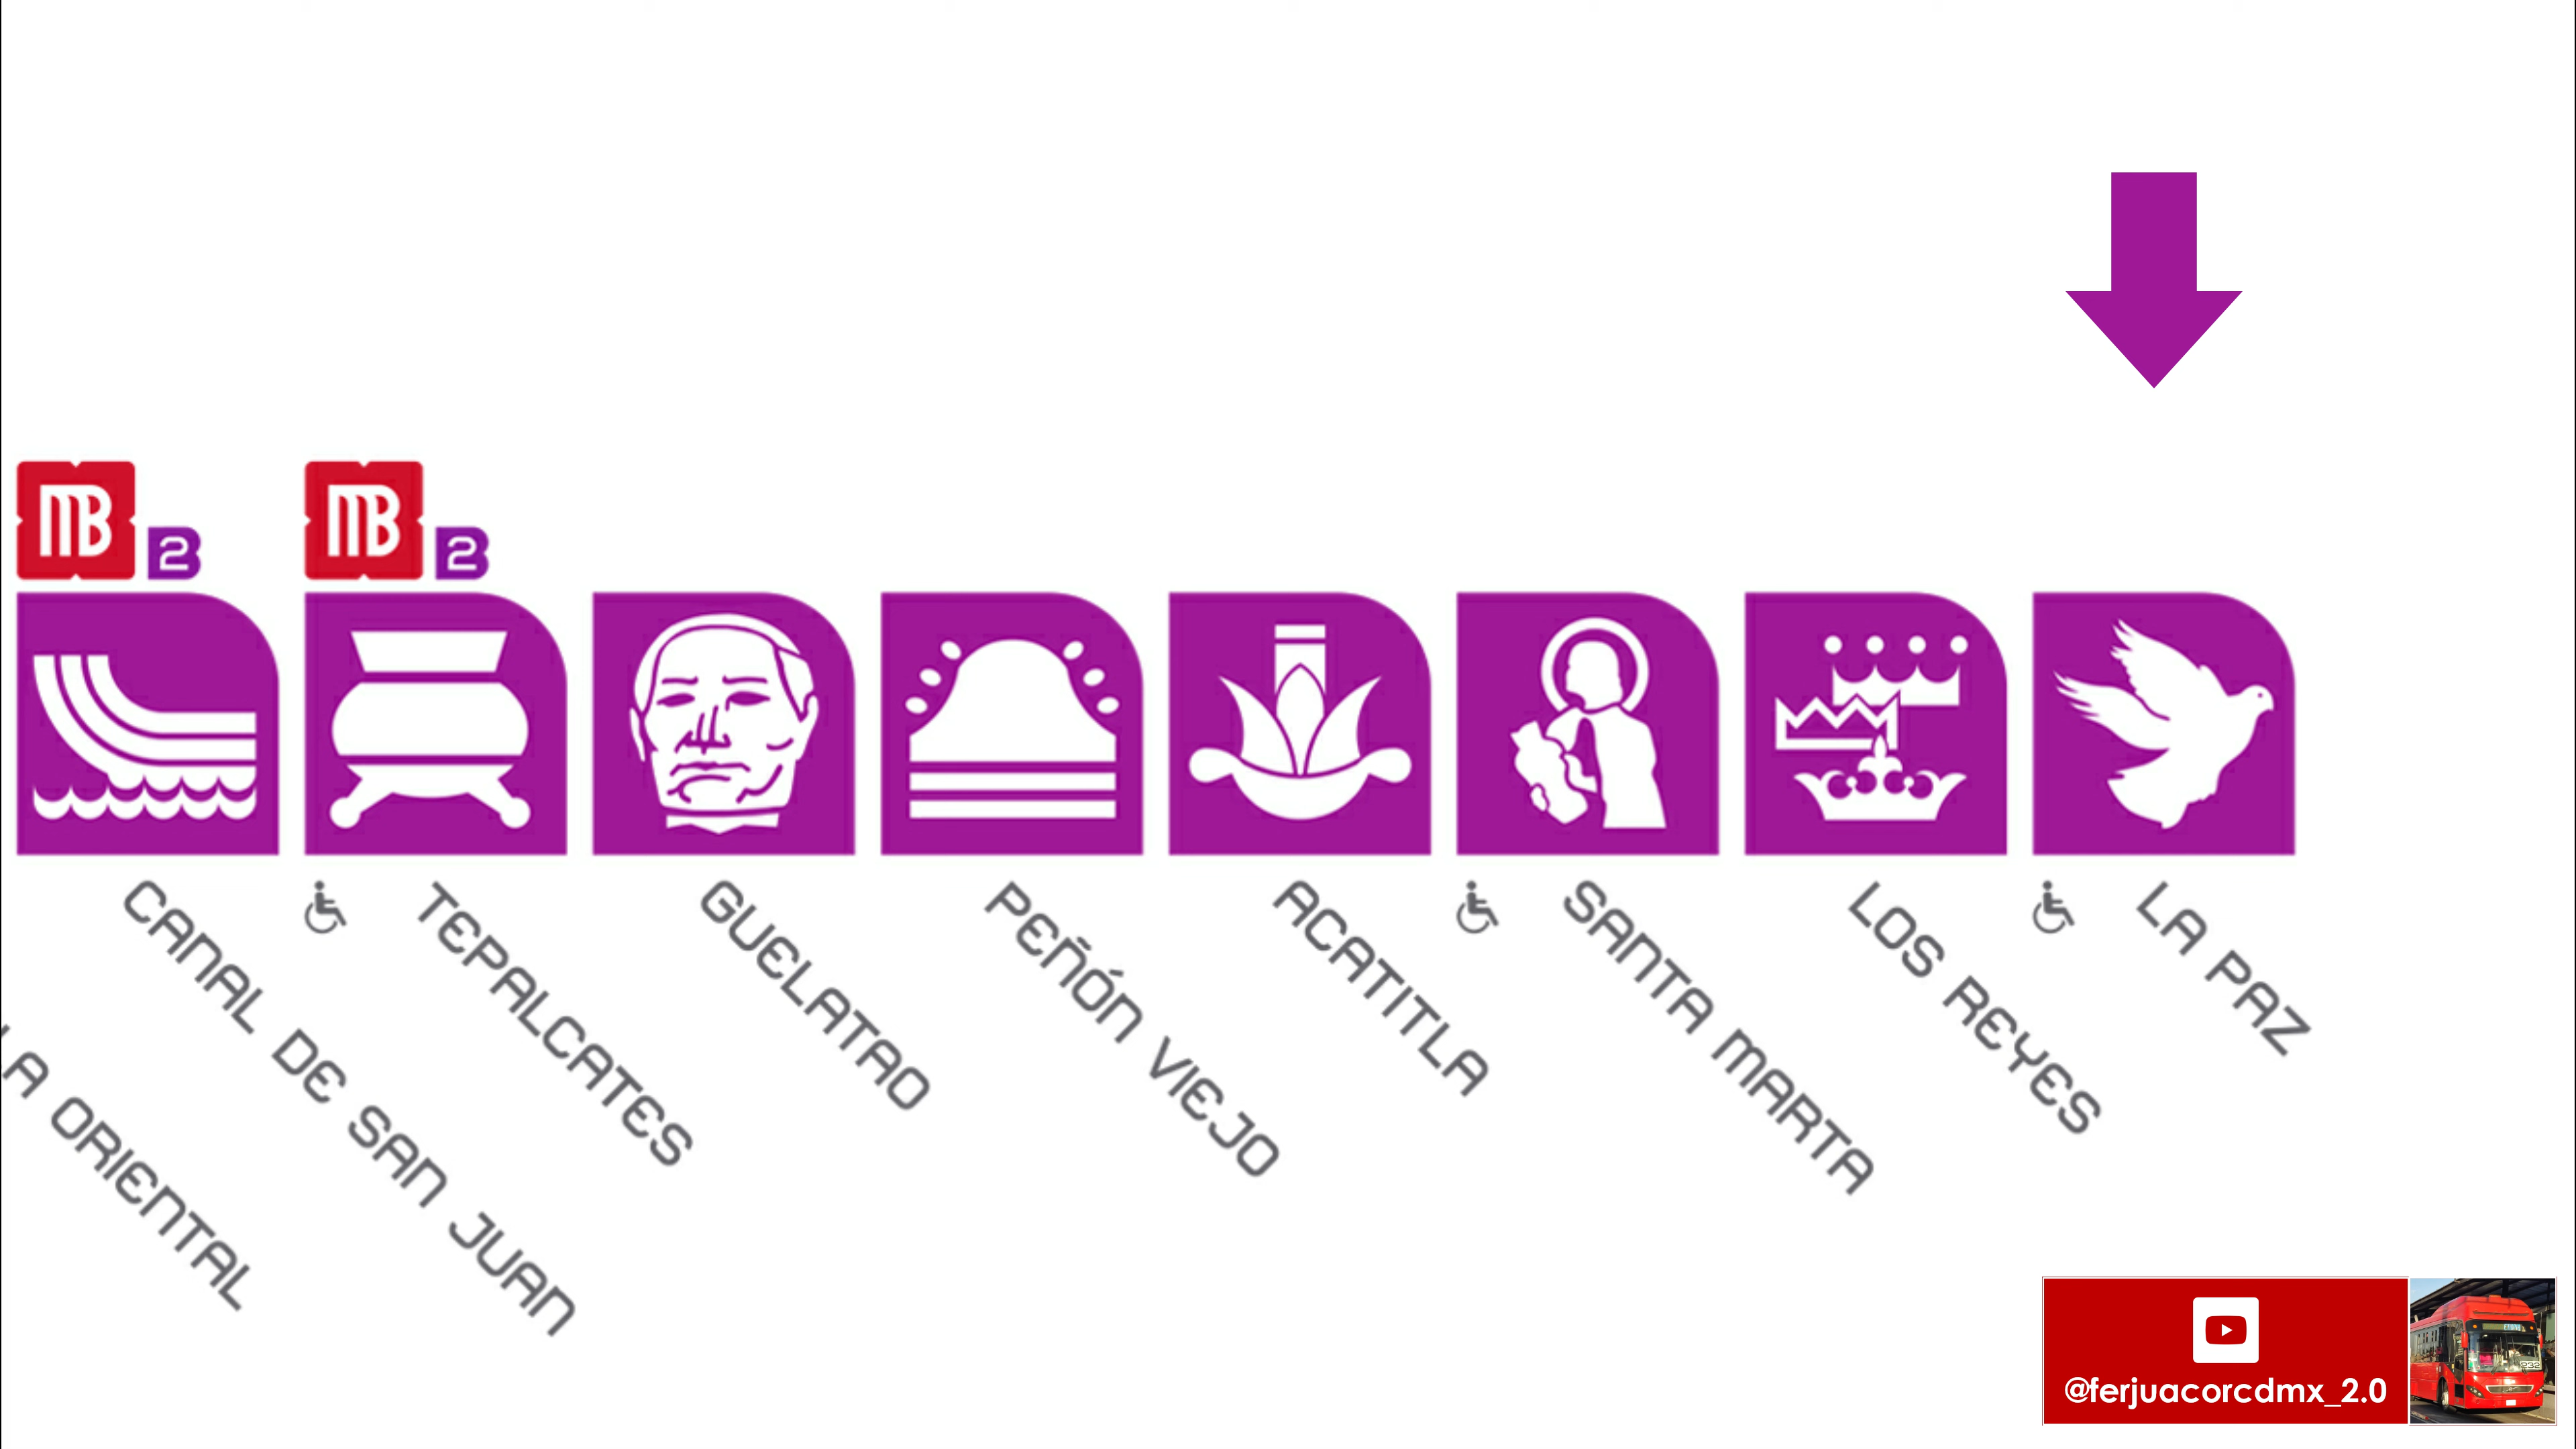 MB 2
MB 2
LA ORIENTAL
CANAL DE SAN JUAN
TEPALCATES
GUELATAO
PEÑÓN VIEJO
ACATITLA
SANTA MARTA
LOS REYES
LA PAZ
@ferjuacorcdmx_2.0